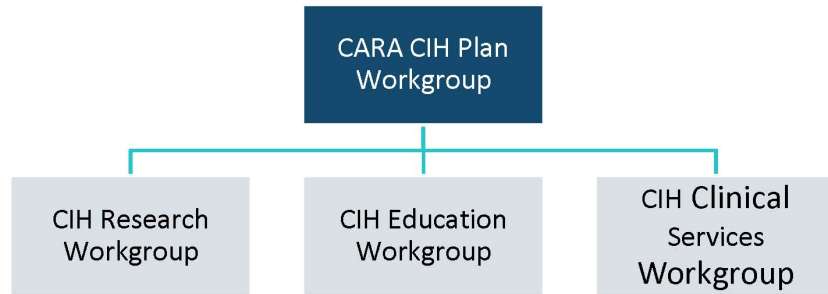 CARA CIH Plan
Workgroup
CIH Research
Workgroup
CIH Education
Workgroup
CIH Clinical
Services
Workgroup